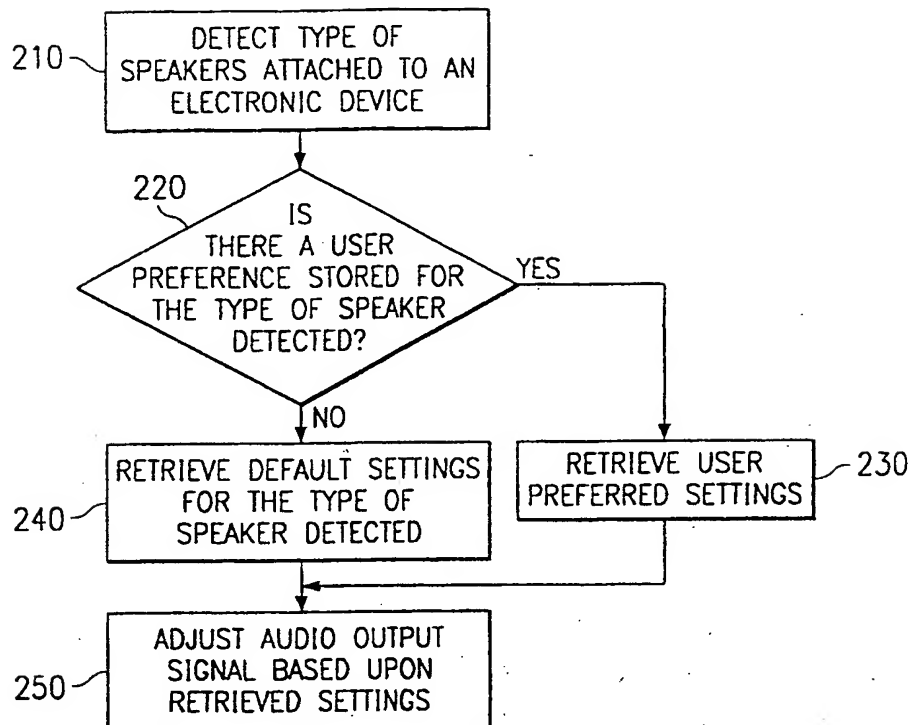 210
DETECT TYPE OF
SPEAKERS ATTACHED TO AN
ELECTRONIC DEVICE
220
IS
THERE A USER
PREFERENCE STORED FOR
THE TYPE OF SPEAKER
DETECTED?
YES
NO
RETRIEVE DEFAULT SETTINGS
FOR THE TYPE OF
SPEAKER DETECTED
240
RETRIEVE USER
PREFERRED SETTINGS
230
ADJUST AUDIO OUTPUT
SIGNAL BASED UPON
RETRIEVED SETTINGS
250